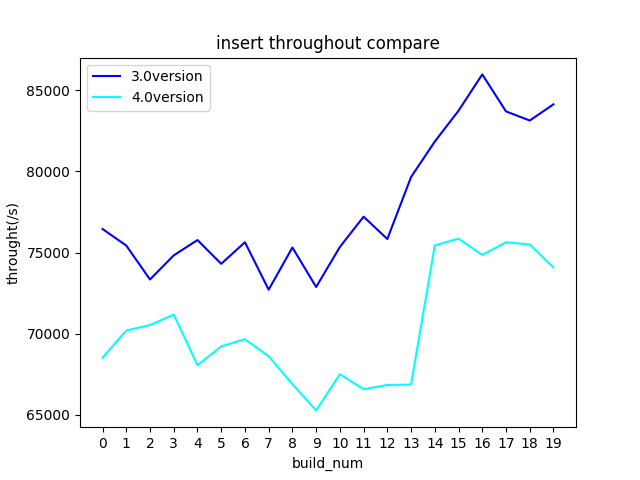 insert throughout compare
3.0version
4.0version
85000
80000
75000
70000
65000
throught(/s)
0 1 2 3 4 5 6 7 8 9 10 11 12 13 14 15 16 17 18 19
build_num